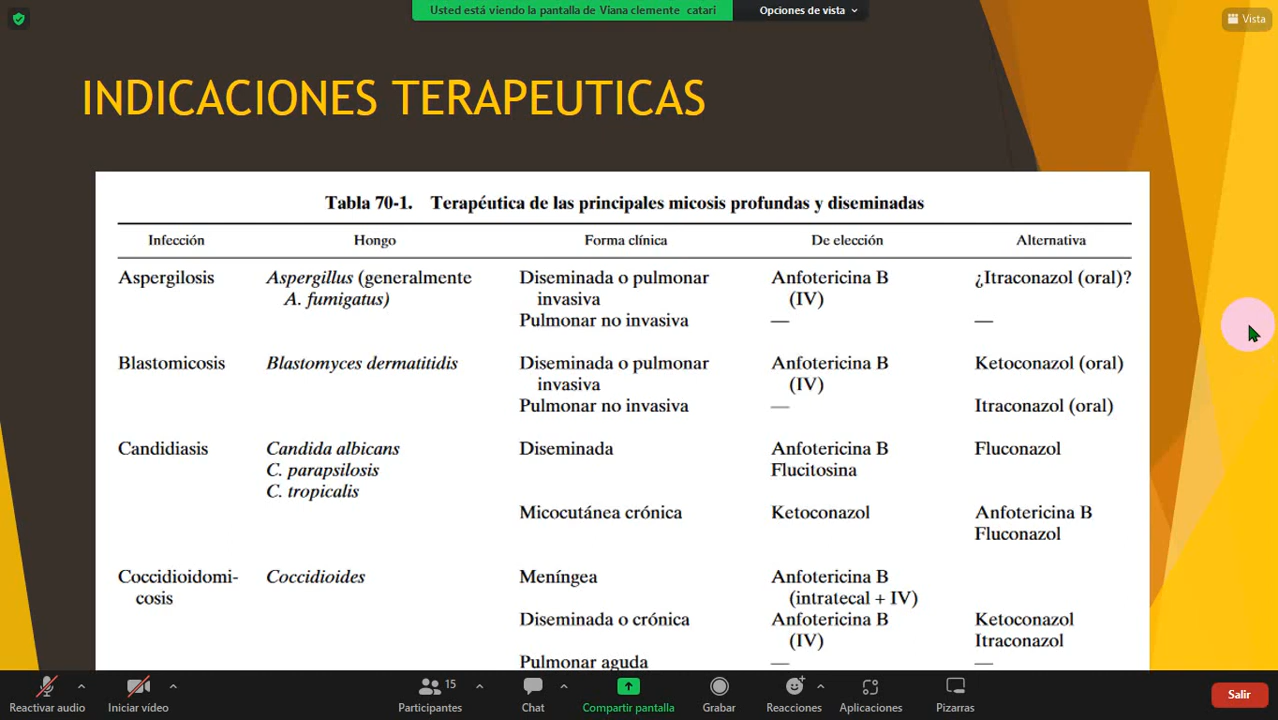 Usted está viendo la pantalla de Viana clemente catari
Opciones de vista
Vista
INDICACIONES TERAPEUTICAS
Tabla 70-1. Terapéutica de las principales micosis profundas y diseminadas
Infección Hongo Forma clínica De elección Alternativa
Aspergilosis Aspergillus (generalmente Diseminada o pulmonar Anfotericina B ¿Itraconazol (oral)?
A. fumigatus) invasiva (IV)
Pulmonar no invasiva — —
Blastomicosis Blastomyces dermatitidis Diseminada o pulmonar Anfotericina B Ketoconazol (oral)
invasiva (IV)
Pulmonar no invasiva — Itraconazol (oral)
Candidiasis Candida albicans Diseminada Anfotericina B Fluconazol
C. parapsilosis Flucitosina
C. tropicalis
Micocutánea crónica Ketoconazol Anfotericina B
Fluconazol
Coccidioidomi- Coccidioides Meníngea Anfotericina B
cosis (intratecal + IV)
Diseminada o crónica Anfotericina B Ketoconazol
(IV) Itraconazol
Pulmonar aguda — —
15
Reactivar audio Iniciar vídeo Participantes Chat Compartir pantalla Grabar Reacciones Aplicaciones Pizarras Salir